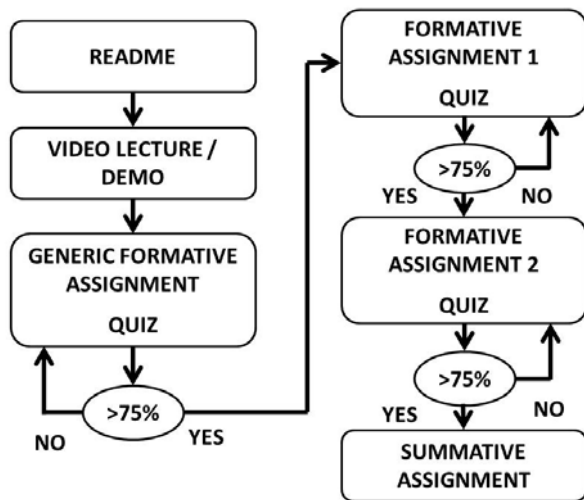 README
VIDEO LECTURE /
DEMO
GENERIC FORMATIVE
ASSIGNMENT
QUIZ
>75%
NO
YES
FORMATIVE
ASSIGNMENT 1
QUIZ
>75%
YES
NO
FORMATIVE
ASSIGNMENT 2
QUIZ
>75%
YES
NO
SUMMATIVE
ASSIGNMENT